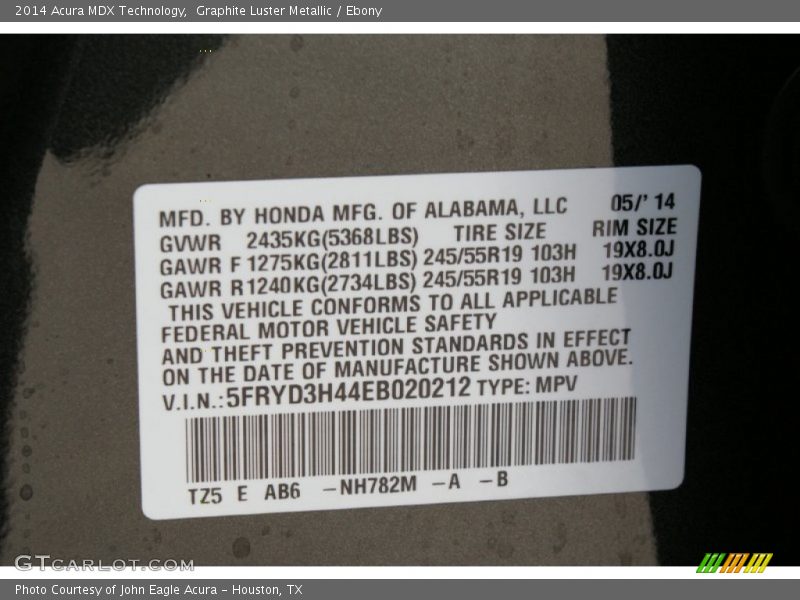 2014 Acura MDX Technology,  Graphite Luster Metallic / Ebony
MFD. BY HONDA MFG. OF ALABAMA, LLC 05/' 14
GVWR 2435KG(5368LBS) TIRE SIZE RIM SIZE
GAWR F 1275KG(2811LBS) 245/55R19 103H 19X8.0J
GAWR R 1240KG(2734LBS) 245/55R19 103H 19X8.0J
THIS VEHICLE CONFORMS TO ALL APPLICABLE
FEDERAL MOTOR VEHICLE SAFETY
AND THEFT PREVENTION STANDARDS IN EFFECT
ON THE DATE OF MANUFACTURE SHOWN ABOVE.
V.I.N.: 5FRYD3H44EB020212 TYPE: MPV
TZ5 E AB6 -NH782M -A -B
GTCARLOT.COM
Photo Courtesy of John Eagle Acura - Houston, TX